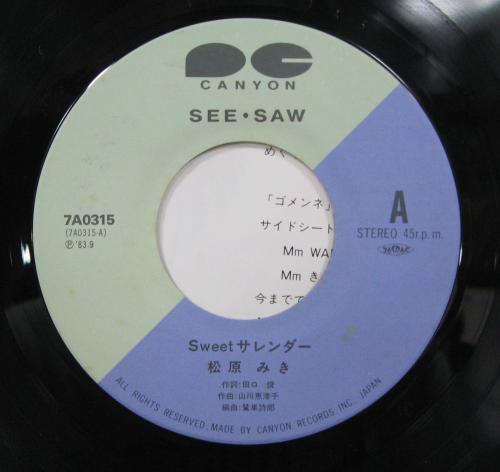 CANYON
SEE・SAW
7A0315
(7A0315-A)
Ⓟ '83.9
A
STEREO 45r.p.m.
めく
「ゴメンネ」
サイドシート
Mm WA
Mm き
今までで
Sweetサレンダー
松原みき
作詞:田口 俊
作曲:山川恵津子
編曲:鷺巣詩郎
ALL RIGHTS RESERVED. MADE BY CANYON RECORDS INC. JAPAN